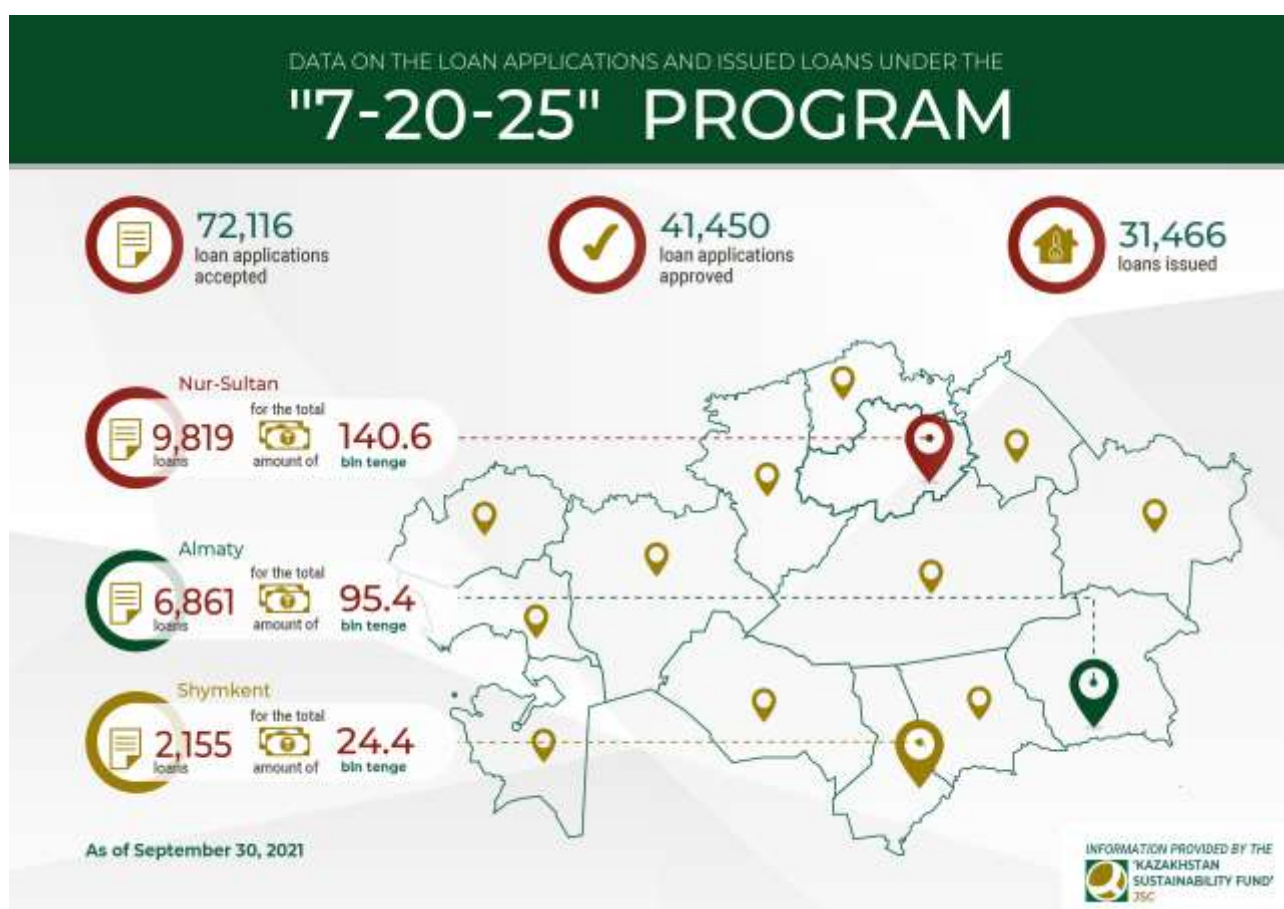 DATA ON THE LOAN APPLICATIONS AND ISSUED LOANS UNDER THE
"7-20-25" PROGRAM
72,116
loan applications
accepted
41,450
loan applications
approved
31,466
loans issued
Nur-Sultan
9,819
loans
for the total
amount of
140.6
bln tenge
Almaty
6,861
loans
for the total
amount of
95.4
bln tenge
Shymkent
2,155
loans
for the total
amount of
24.4
bln tenge
As of September 30, 2021
INFORMATION PROVIDED BY THE
'KAZAKHSTAN
SUSTAINABILITY FUND'
JSC